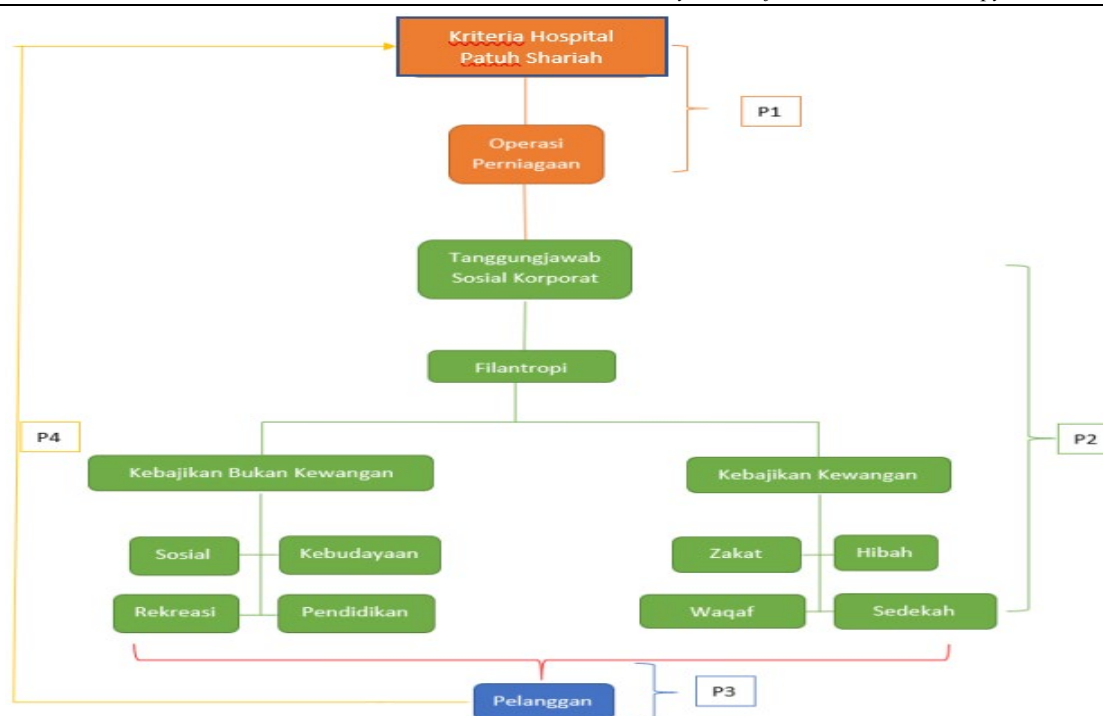 Kriteria Hospital
Patuh Shariah
P1
Operasi
Perniagaan
Tanggungjawab
Sosial Korporat
Filantropi
P4
P2
Kebajikan Bukan Kewangan
Kebajikan Kewangan
Sosial
Kebudayaan
Zakat
Hibah
Rekreasi
Pendidikan
Waqaf
Sedekah
P3
Pelanggan